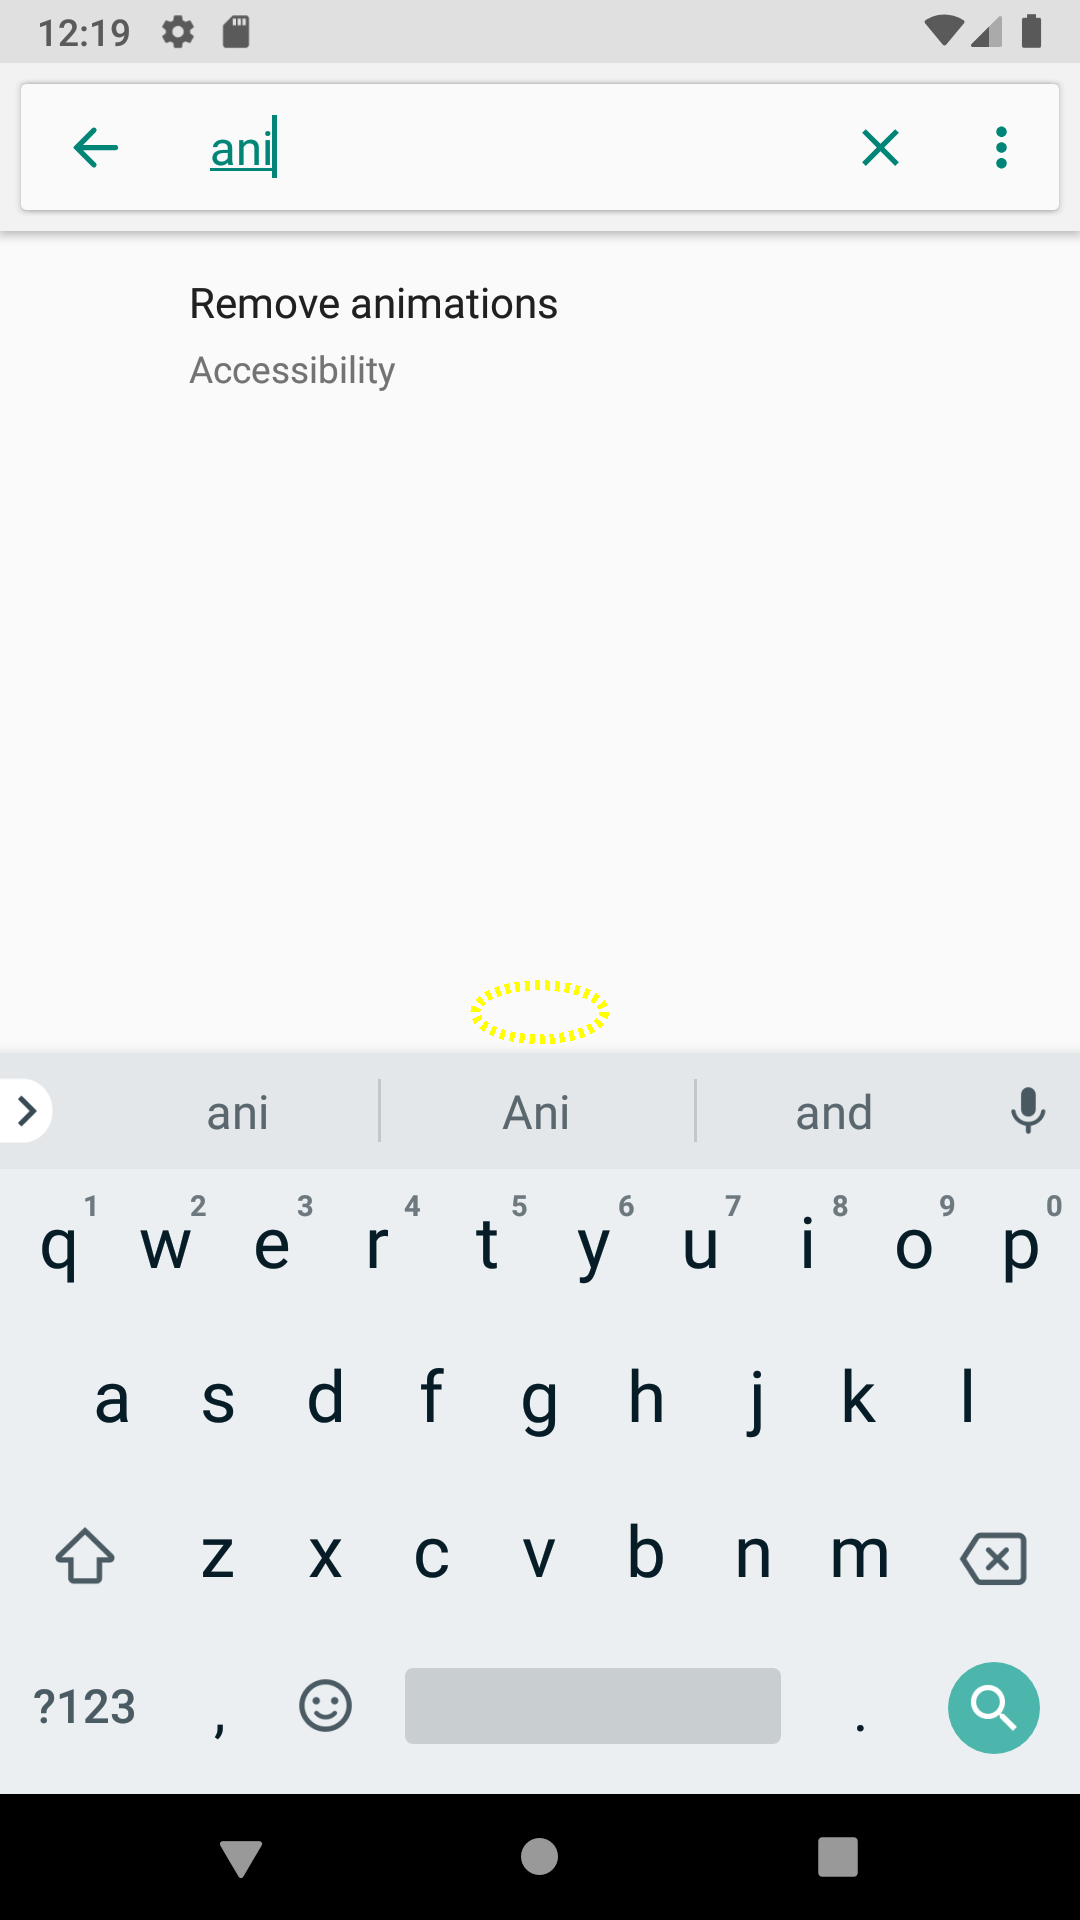 12:19
ani
Remove animations
Accessibility
ani Ani and
1 2 3 4 5 6 7 8 9 0
q w e r t y u i o p
a s d f g h j k l
z x c v b n m
?123 , .